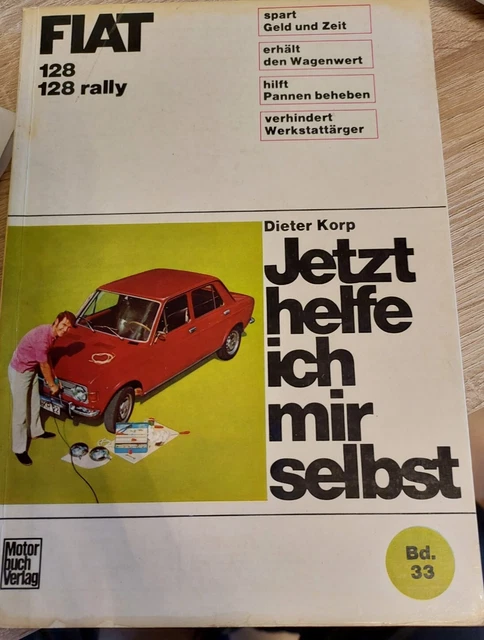 FIAT
128
128 rally
spart
Geld und Zeit
erhält
den Wagenwert
hilft
Pannen beheben
verhindert
Werkstattärger
Dieter Korp
Jetzt
helfe
ich
mir
selbst
Motor
buch
Verlag
Bd.
33